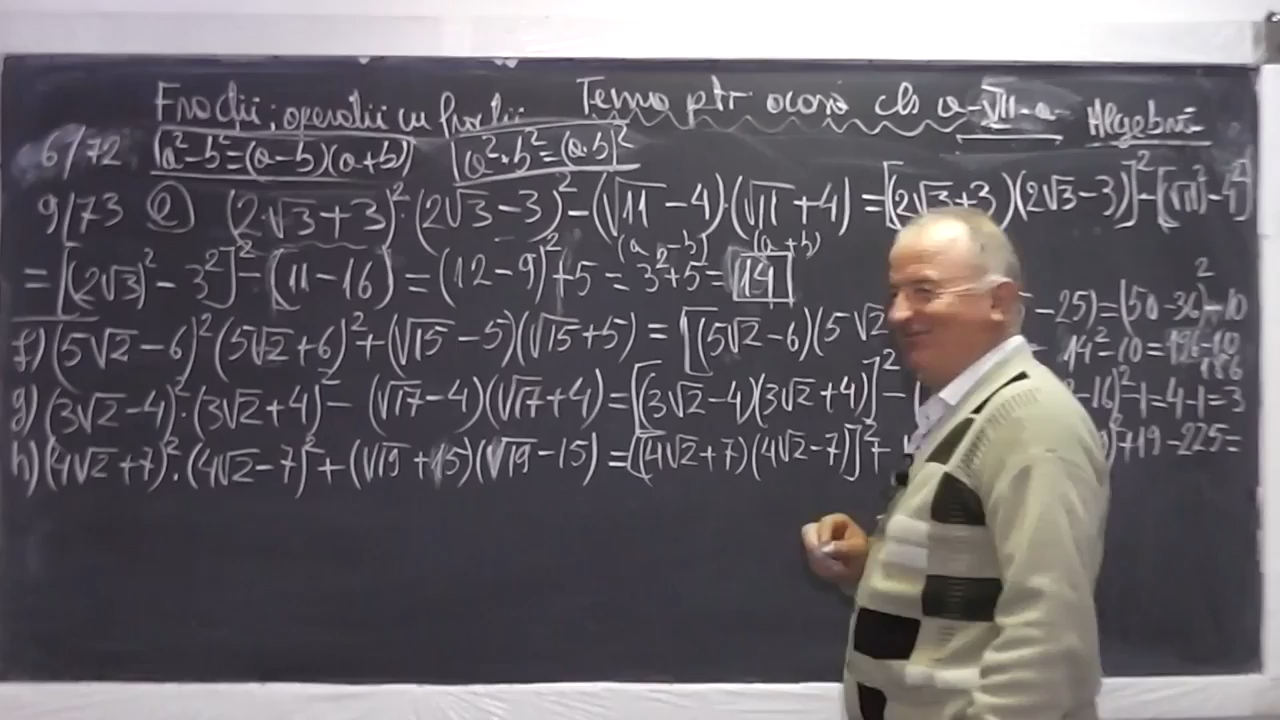 Fracții; operații cu fracții Temo ptr acasă cls a-VII-a- Algebră
6/72 a²-b²=(a-b)(a+b) a²·b²=(a·b)²
9/73 e) (2·√3+3)²·(2√3-3)²-(√11-4)·(√11+4)=[(2√3+3)(2√3-3)]²-[√11²-4²]
(a-b) (a+b)
=[(2√3)²-3²]²-(11-16)=(12-9)²+5=3²+5=14
f) (5√2-6)²(5√2+6)²+(√15-5)(√15+5)=[(5√2-6)(5√2 -25)=(50-36)²-10
=14²-10=196-10
186
g) (3√2-4)²·(3√2+4)²-(√17-4)(√17+4)=[(3√2-4)(3√2+4)]²- -16)²-1=4-1=3
h) (4√2+7)²·(4√2-7)²+(√19+15)(√19-15)=[(4√2+7)(4√2-7)]²+ )²+19-225=